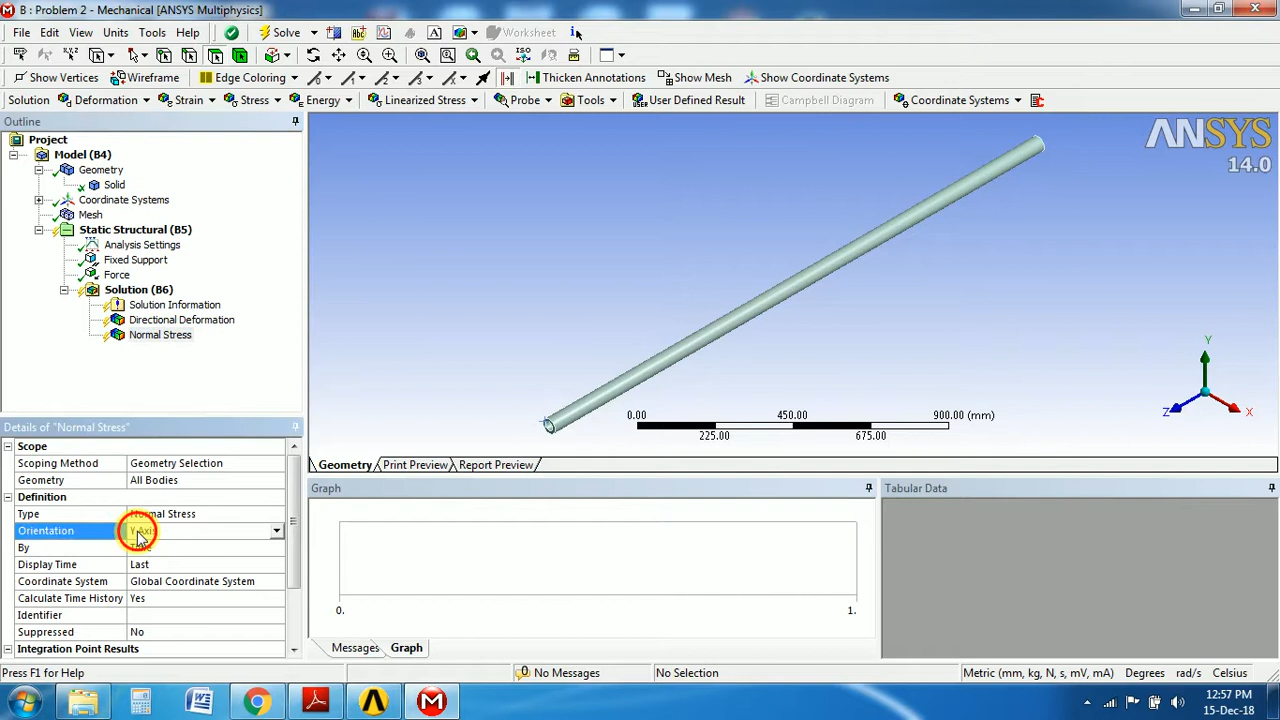 B : Problem 2 - Mechanical [ANSYS Multiphysics]
File Edit View Units Tools Help Solve Worksheet
Show Vertices Wireframe Edge Coloring Thicken Annotations Show Mesh Show Coordinate Systems
Solution Deformation Strain Stress Energy Linearized Stress Probe Tools User Defined Result Campbell Diagram Coordinate Systems
Outline
Project
Model (B4)
Geometry
Solid
Coordinate Systems
Mesh
Static Structural (B5)
Analysis Settings
Fixed Support
Force
Solution (B6)
Solution Information
Directional Deformation
Normal Stress
ANSYS
14.0
Y
Z
X
0.00 450.00 900.00 (mm)
225.00 675.00
Geometry Print Preview Report Preview
Details of "Normal Stress"
Scope
Scoping Method Geometry Selection
Geometry All Bodies
Definition
Type Normal Stress
Orientation Y Axis
By Time
Display Time Last
Coordinate System Global Coordinate System
Calculate Time History Yes
Identifier
Suppressed No
Integration Point Results
Graph
0. 1.
Messages Graph
Tabular Data
Press F1 for Help
No Messages
No Selection
Metric (mm, kg, N, s, mV, mA) Degrees rad/s Celsius
12:57 PM
15-Dec-18